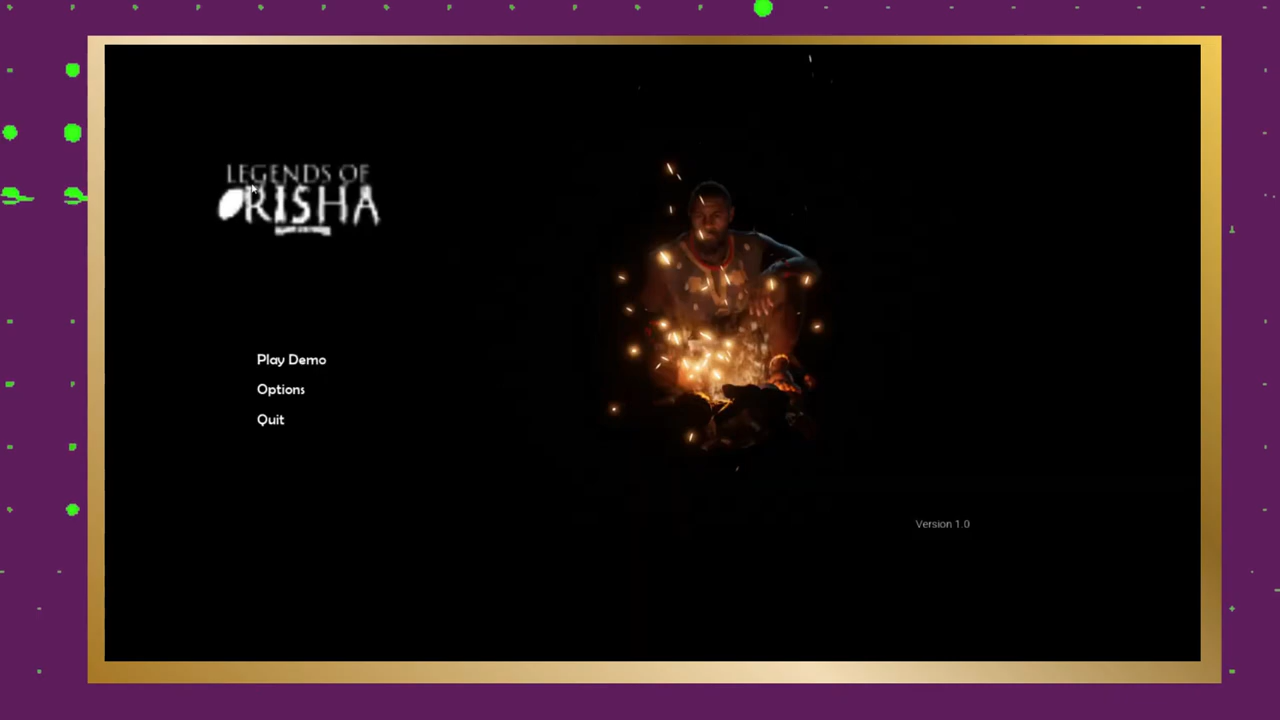 LEGENDS OF
ORISHA
Play Demo
Options
Quit
Version 1.0